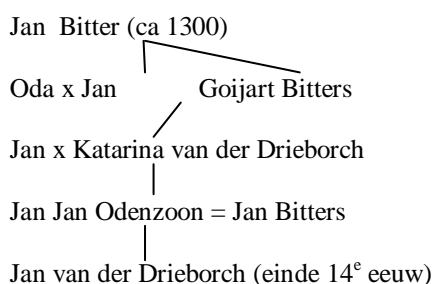 Jan Bitter (ca 1300)
Oda x Jan Goijart Bitters
Jan x Katarina van der Drieborch
Jan Jan Odenzoon = Jan Bitters
Jan van der Drieborch (einde 14e eeuw)